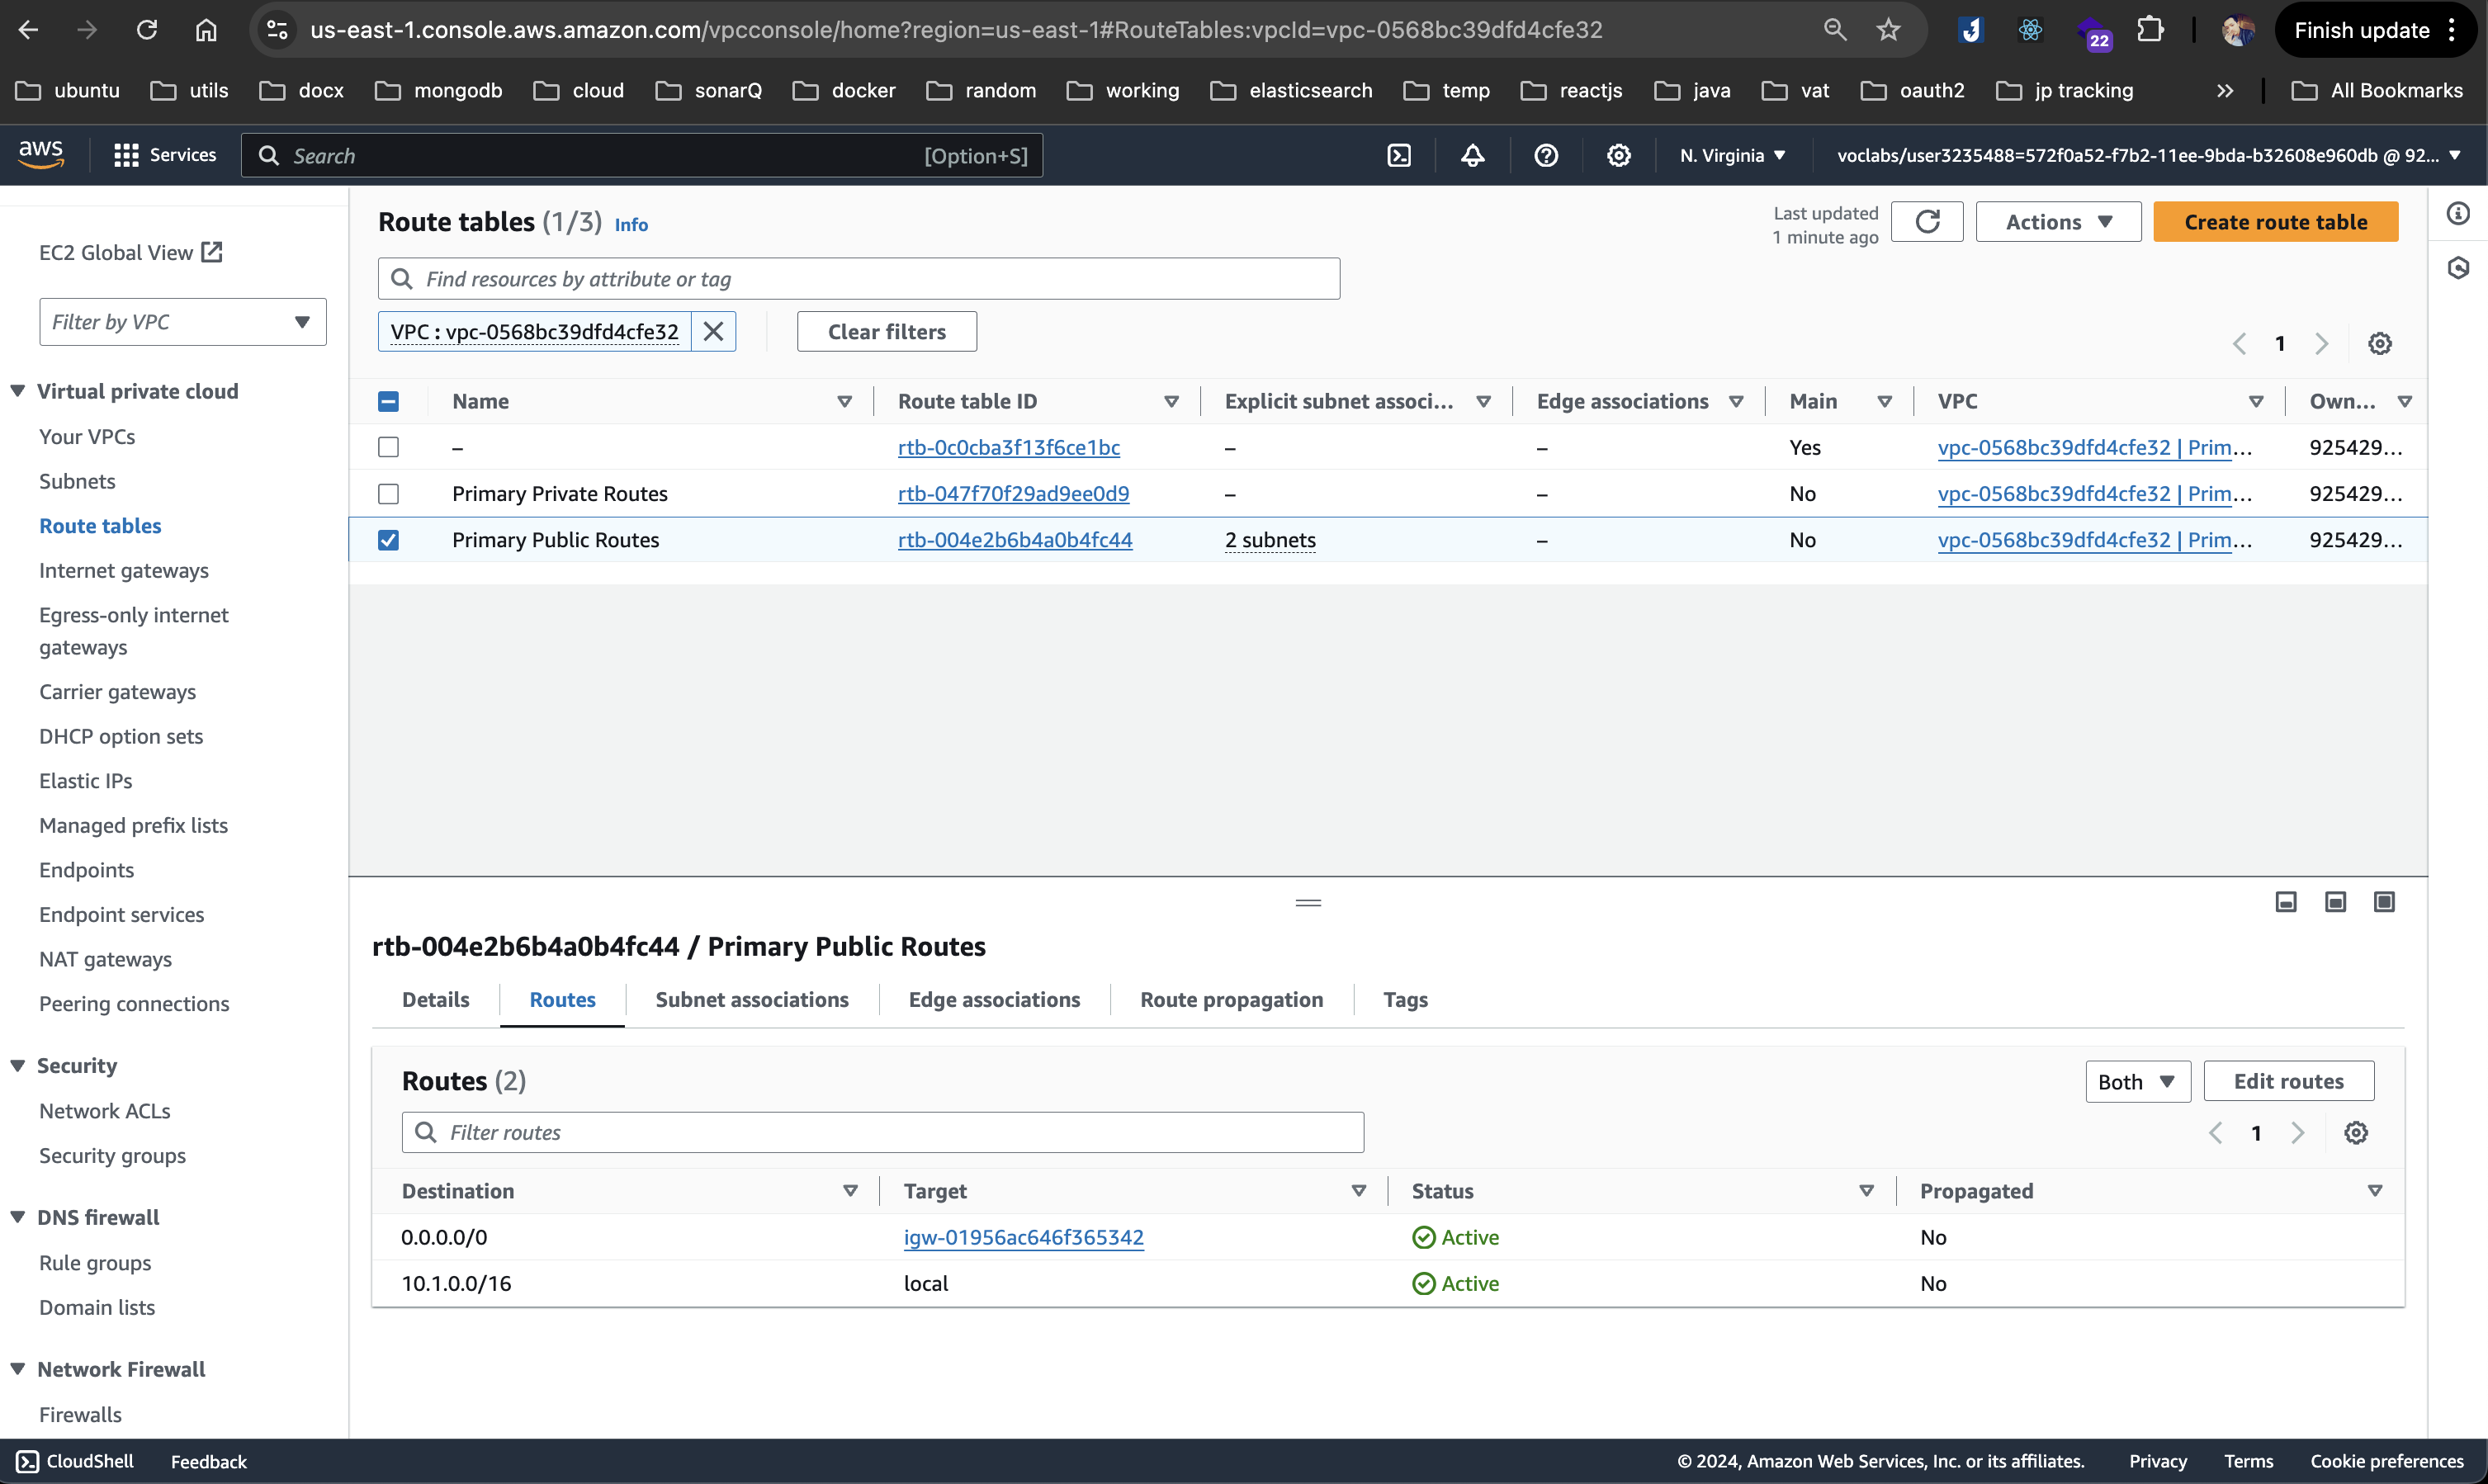 us-east-1.console.aws.amazon.com/vpcconsole/home?region=us-east-1#RouteTables:vpcId=vpc-0568bc39dfd4cfe32
22
Finish update
ubuntu utils docx mongodb cloud sonarQ docker random working elasticsearch temp reactjs java vat oauth2 jp tracking » All Bookmarks
aws Services Search [Option+S] N. Virginia voclabs/user3235488=572f0a52-f7b2-11ee-9bda-b32608e960db @ 92...
EC2 Global View
Filter by VPC
Virtual private cloud
Your VPCs
Subnets
Route tables
Internet gateways
Egress-only internet
gateways
Carrier gateways
DHCP option sets
Elastic IPs
Managed prefix lists
Endpoints
Endpoint services
NAT gateways
Peering connections
Security
Network ACLs
Security groups
DNS firewall
Rule groups
Domain lists
Network Firewall
Firewalls
Route tables (1/3) Info
Last updated
1 minute ago
Actions
Create route table
Find resources by attribute or tag
VPC : vpc-0568bc39dfd4cfe32
Clear filters
1
Name Route table ID Explicit subnet associ... Edge associations Main VPC Own...
– rtb-0c0cba3f13f6ce1bc – – Yes vpc-0568bc39dfd4cfe32 | Prim... 925429...
Primary Private Routes rtb-047f70f29ad9ee0d9 – – No vpc-0568bc39dfd4cfe32 | Prim... 925429...
Primary Public Routes rtb-004e2b6b4a0b4fc44 2 subnets – No vpc-0568bc39dfd4cfe32 | Prim... 925429...
rtb-004e2b6b4a0b4fc44 / Primary Public Routes
Details Routes Subnet associations Edge associations Route propagation Tags
Routes (2)
Both
Edit routes
Filter routes
1
Destination Target Status Propagated
0.0.0.0/0 igw-01956ac646f365342 Active No
10.1.0.0/16 local Active No
CloudShell Feedback © 2024, Amazon Web Services, Inc. or its affiliates. Privacy Terms Cookie preferences